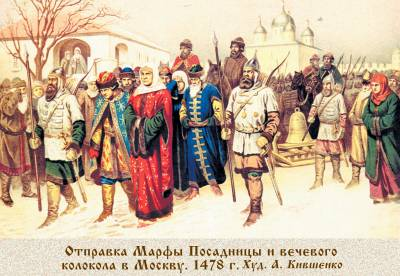 Отправка Марфы Посадницы и вечевого
колокола в Москву. 1478 г. Худ. А. Кившенко